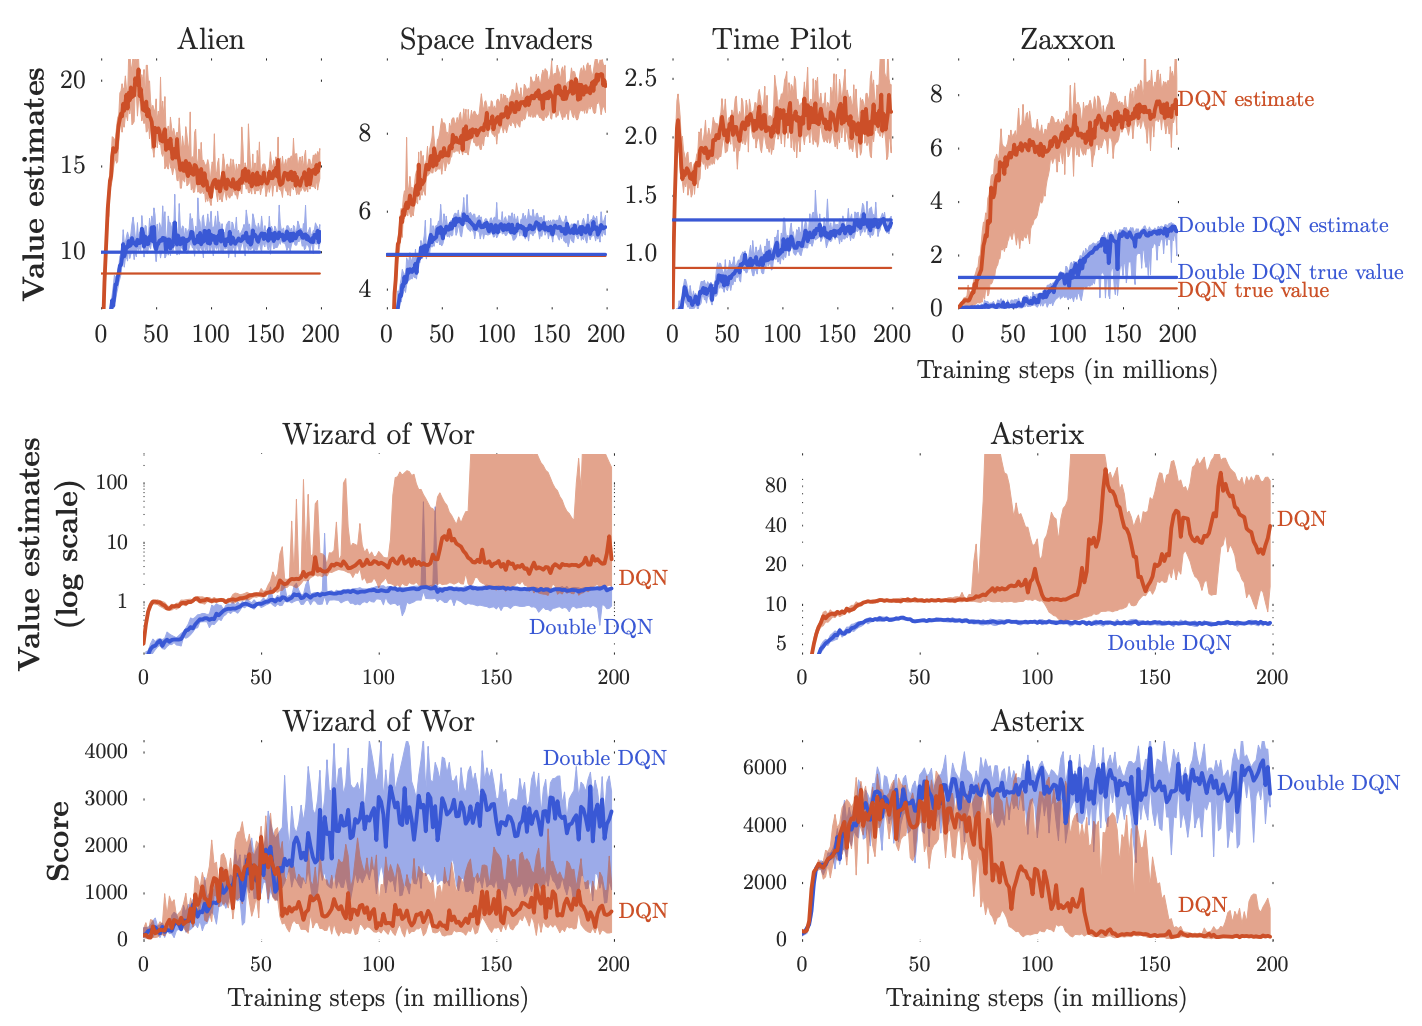 Alien
Space Invaders
Time Pilot
Zaxxon
Value estimates
20
15
10
0 50 100 150 200
8
6
4
0 50 100 150 200
2.5
2.0
1.5
1.0
0 50 100 150 200
8
6
4
2
0
0 50 100 150 200
DQN estimate
Double DQN estimate
Double DQN true value
DQN true value
Training steps (in millions)
Wizard of Wor
Asterix
Value estimates
(log scale)
100
10
1
0 50 100 150 200
DQN
Double DQN
80
40
20
10
5
0 50 100 150 200
DQN
Double DQN
Wizard of Wor
Asterix
Score
4000
3000
2000
1000
0
0 50 100 150 200
Double DQN
DQN
Training steps (in millions)
6000
4000
2000
0
0 50 100 150 200
Double DQN
DQN
Training steps (in millions)